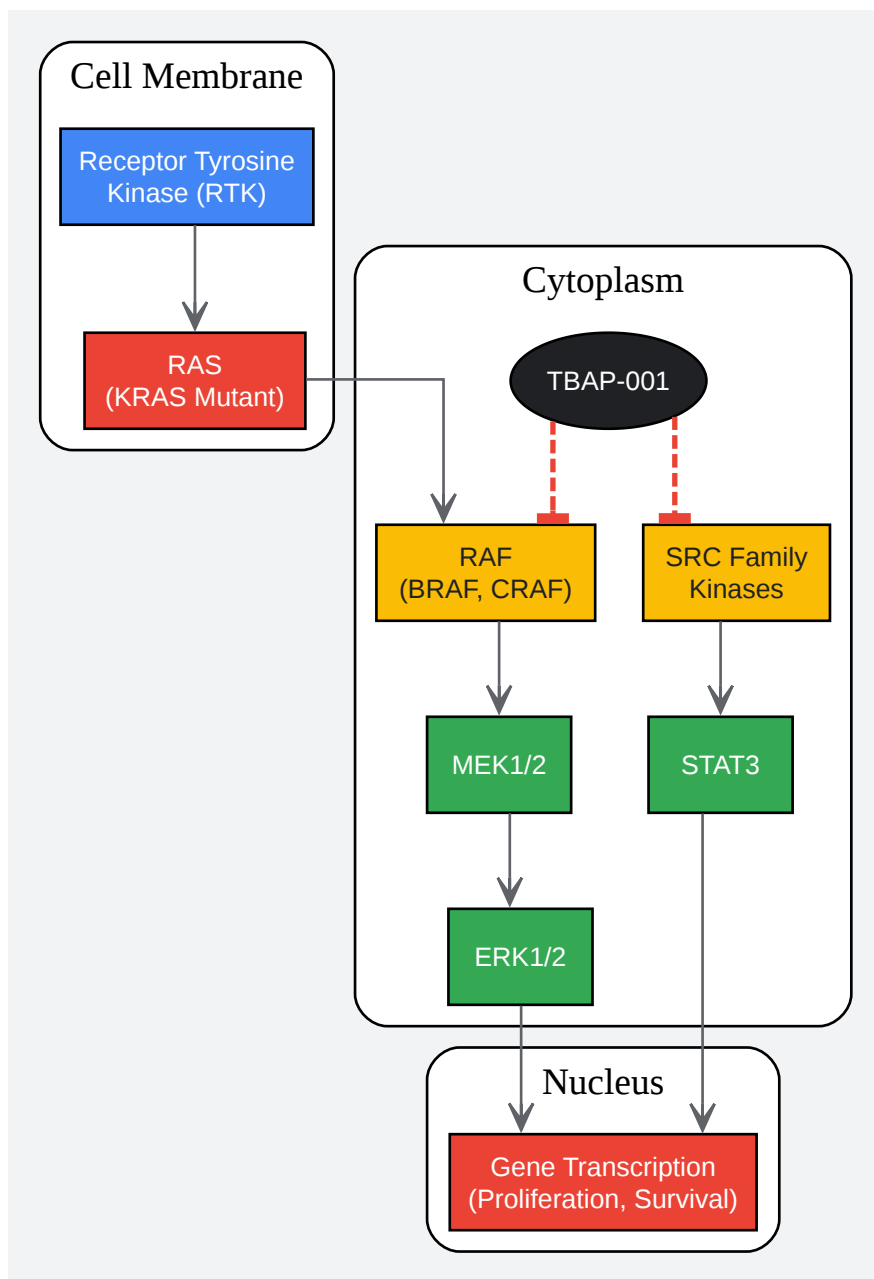 Cell Membrane
Receptor Tyrosine
Kinase (RTK)
RAS
(KRAS Mutant)
Cytoplasm
TBAP-001
RAF
(BRAF, CRAF)
SRC Family
Kinases
MEK1/2
STAT3
ERK1/2
Nucleus
Gene Transcription
(Proliferation, Survival)